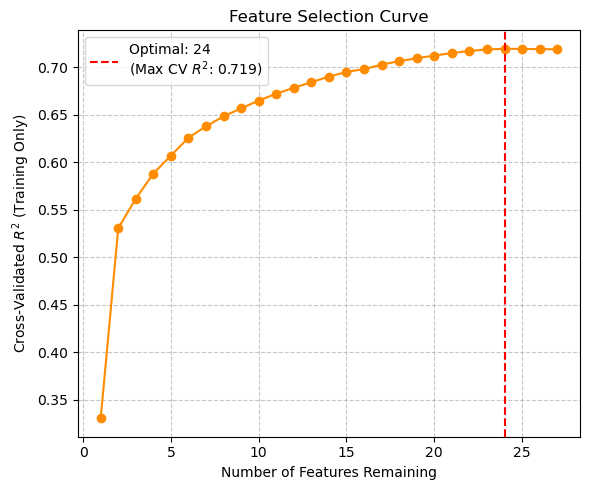 Feature Selection Curve
Optimal: 24
(Max CV R²: 0.719)
0.70
0.65
0.60
0.55
0.50
0.45
0.40
0.35
Cross-Validated R² (Training Only)
0
5
10
15
20
25
Number of Features Remaining